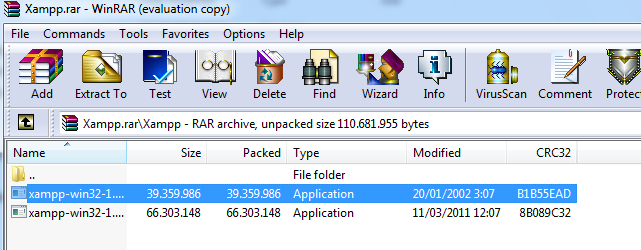 Xampp.rar - WinRAR (evaluation copy)
File Commands Tools Favorites Options Help
Add Extract To Test View Delete Find Wizard Info VirusScan Comment Protec
Xampp.rar\Xampp - RAR archive, unpacked size 110.681.955 bytes
Name Size Packed Type Modified CRC32
.. File folder
xampp-win32-1.... 39.359.986 39.359.986 Application 20/01/2002 3:07 B1B55EAD
xampp-win32-1.... 66.303.148 66.303.148 Application 11/03/2011 12:07 8B089C32